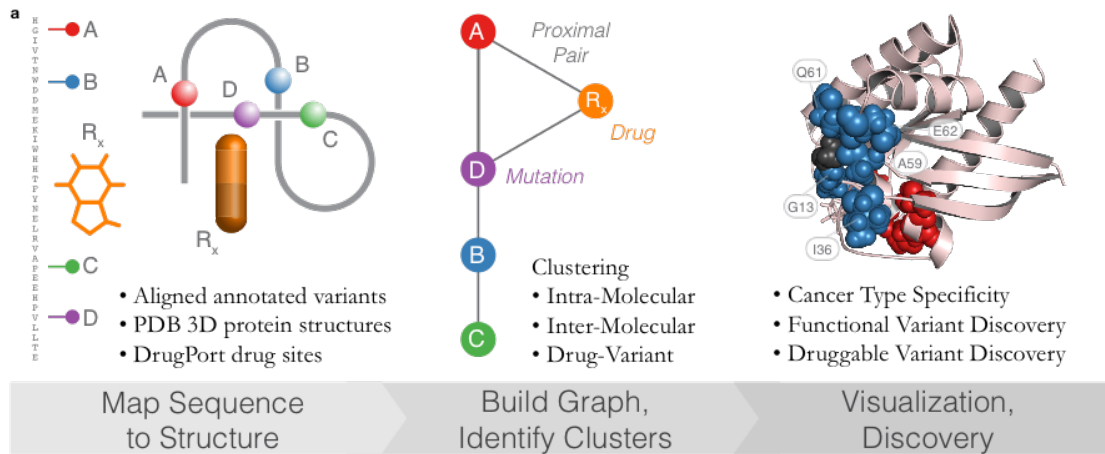 a
HGIVTNWDDMEKIWHHTFYNELRVAPEEHPVLLTE
A
B
Rx
C
D
A
B
D
C
Rx
• Aligned annotated variants
• PDB 3D protein structures
• DrugPort drug sites
A
Proximal
Pair
Rx
Drug
D
Mutation
B
C
Clustering
• Intra-Molecular
• Inter-Molecular
• Drug-Variant
Q61
E62
A59
G13
I36
• Cancer Type Specificity
• Functional Variant Discovery
• Druggable Variant Discovery
Map Sequence
to Structure
Build Graph,
Identify Clusters
Visualization,
Discovery